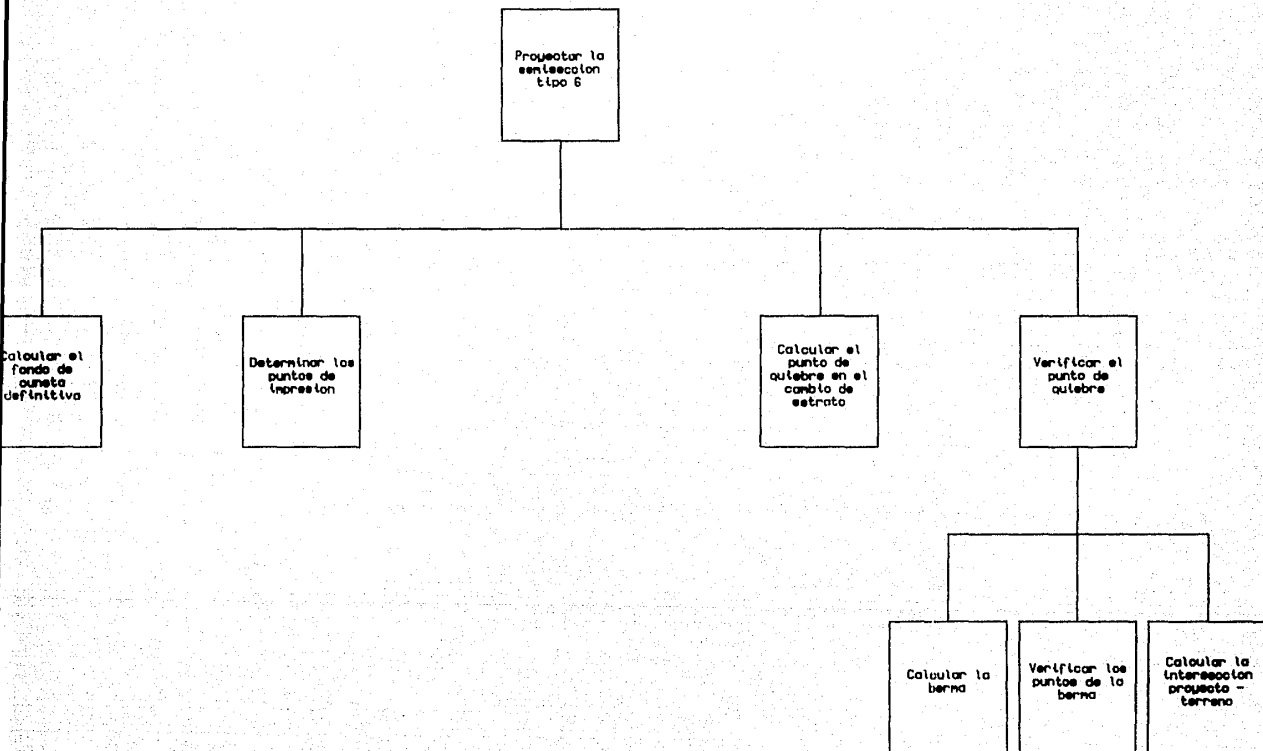 Proyectar la
semiseccion
tipo 6
Calcular el
fondo de
cuneta
definitiva
Determinar los
puntos de
impresion
Calcular el
punto de
quiebre en el
cambio de
estrato
Verificar el
punto de
quiebre
Calcular la
berma
Verificar los
puntos de la
berma
Calcular la
interseccion
proyecto -
terreno